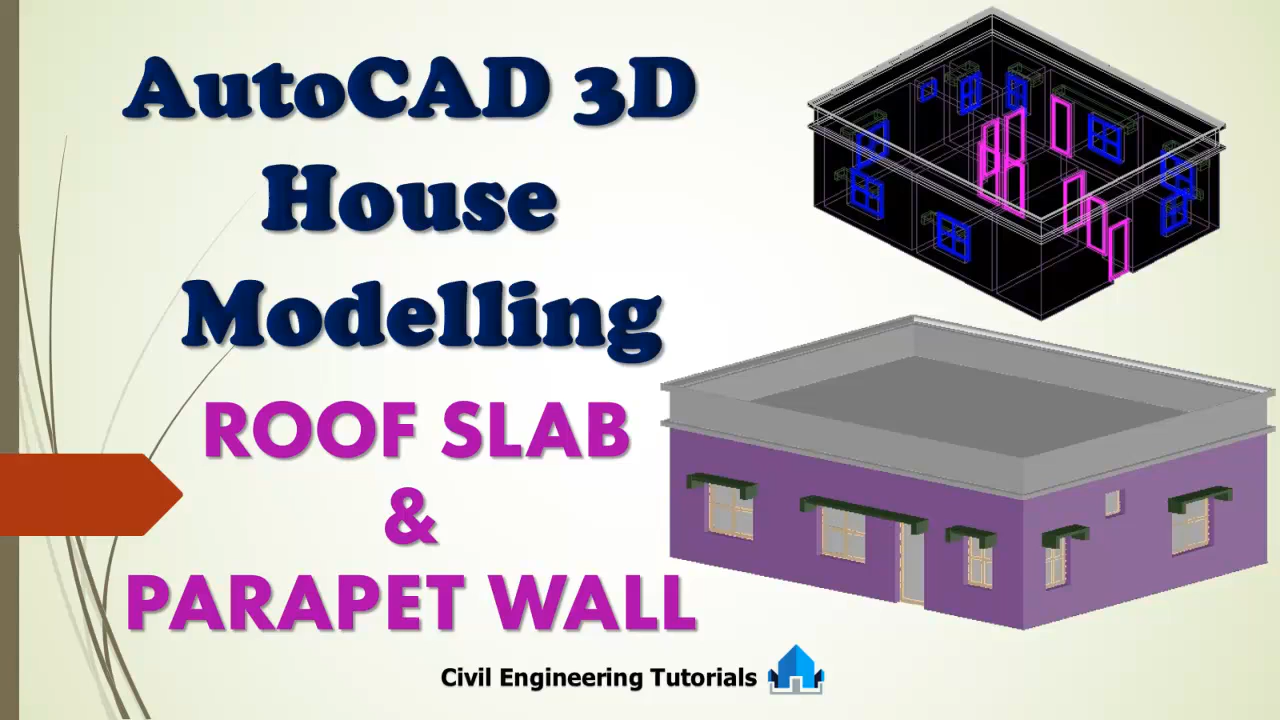 AutoCAD 3D
House
Modelling
ROOF SLAB
&
PARAPET WALL
Civil Engineering Tutorials